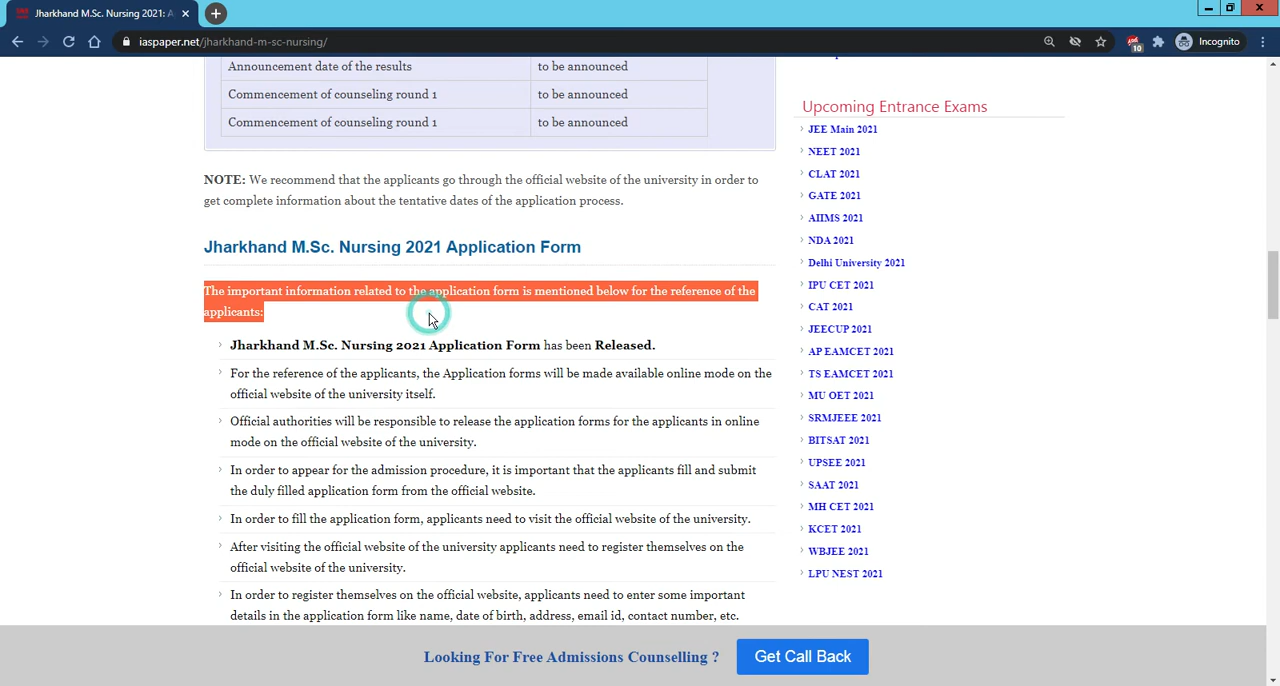 Jharkhand M.Sc. Nursing 2021: A
iaspaper.net/jharkhand-m-sc-nursing/
10
Incognito
Announcement date of the results to be announced
Commencement of counseling round 1 to be announced
Commencement of counseling round 1 to be announced
NOTE: We recommend that the applicants go through the official website of the university in order to
get complete information about the tentative dates of the application process.
Jharkhand M.Sc. Nursing 2021 Application Form
The important information related to the application form is mentioned below for the reference of the
applicants:
Jharkhand M.Sc. Nursing 2021 Application Form has been Released.
For the reference of the applicants, the Application forms will be made available online mode on the
official website of the university itself.
Official authorities will be responsible to release the application forms for the applicants in online
mode on the official website of the university.
In order to appear for the admission procedure, it is important that the applicants fill and submit
the duly filled application form from the official website.
In order to fill the application form, applicants need to visit the official website of the university.
After visiting the official website of the university applicants need to register themselves on the
official website of the university.
In order to register themselves on the official website, applicants need to enter some important
details in the application form like name, date of birth, address, email id, contact number, etc.
Upcoming Entrance Exams
JEE Main 2021
NEET 2021
CLAT 2021
GATE 2021
AIIMS 2021
NDA 2021
Delhi University 2021
IPU CET 2021
CAT 2021
JEECUP 2021
AP EAMCET 2021
TS EAMCET 2021
MU OET 2021
SRMJEEE 2021
BITSAT 2021
UPSEE 2021
SAAT 2021
MH CET 2021
KCET 2021
WBJEE 2021
LPU NEST 2021
Looking For Free Admissions Counselling ?
Get Call Back